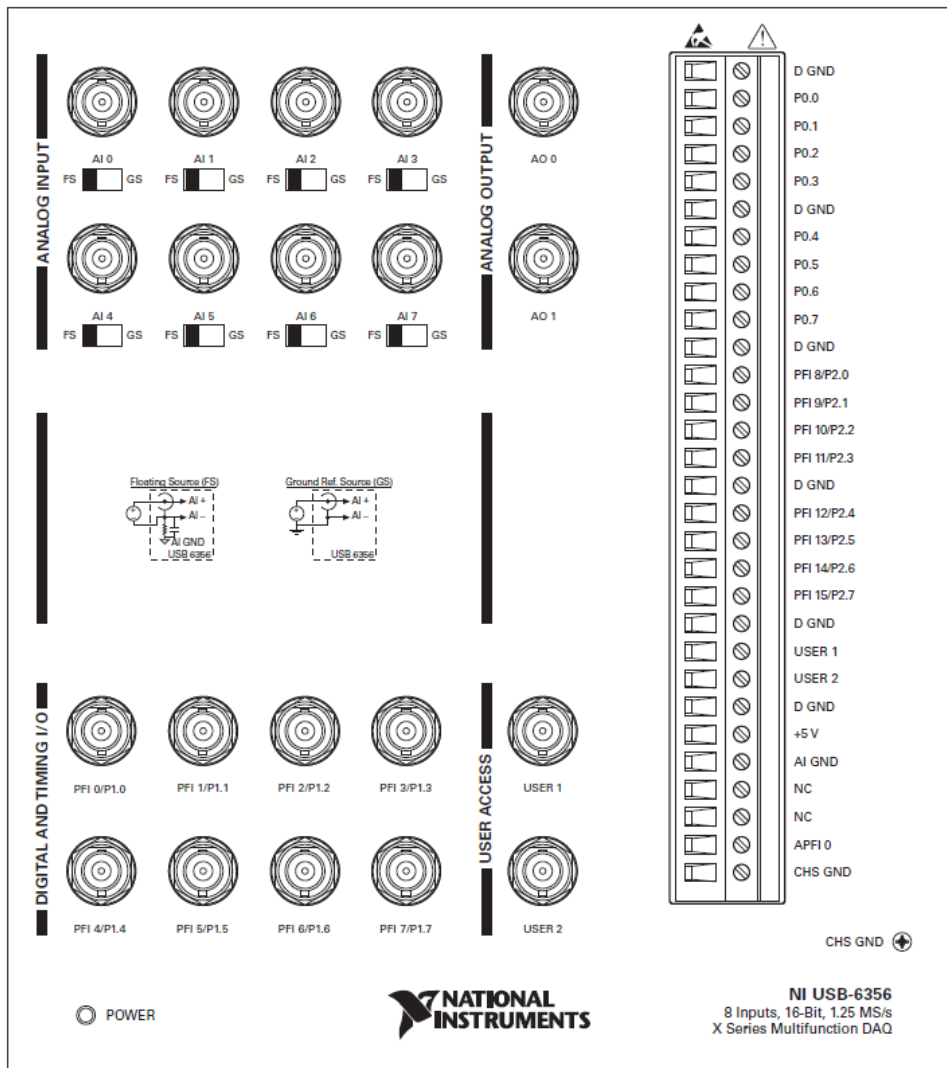 ANALOG INPUT
AI 0 AI 1 AI 2 AI 3
FS GS FS GS FS GS FS GS
AI 4 AI 5 AI 6 AI 7
FS GS FS GS FS GS FS GS
ANALOG OUTPUT
AO 0
AO 1
Floating Source (FS)
AI +
AI –
AI GND
USB 6356
Ground Ref. Source (GS)
AI +
AI –
USB 6356
DIGITAL AND TIMING I/O
PFI 0/P1.0 PFI 1/P1.1 PFI 2/P1.2 PFI 3/P1.3
PFI 4/P1.4 PFI 5/P1.5 PFI 6/P1.6 PFI 7/P1.7
USER ACCESS
USER 1
USER 2
D GND
P0.0
P0.1
P0.2
P0.3
D GND
P0.4
P0.5
P0.6
P0.7
D GND
PFI 8/P2.0
PFI 9/P2.1
PFI 10/P2.2
PFI 11/P2.3
D GND
PFI 12/P2.4
PFI 13/P2.5
PFI 14/P2.6
PFI 15/P2.7
D GND
USER 1
USER 2
D GND
+5 V
AI GND
NC
NC
APFI 0
CHS GND
CHS GND
POWER
NATIONAL
INSTRUMENTS
NI USB-6356
8 Inputs, 16-Bit, 1.25 MS/s
X Series Multifunction DAQ